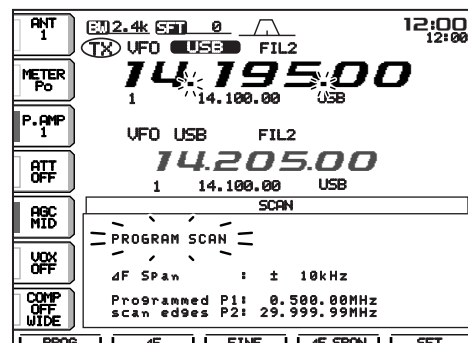 ANT
1
BW 2.4k SFT 0
12:00
12:00
TX VFO USB FIL2
METER
Po
14.195.00
1 14.100.00 USB
P.AMP
1
VFO USB FIL2
ATT
OFF
14.205.00
1 14.100.00 USB
AGC
MID
SCAN
PROGRAM SCAN
VOX
OFF
⊿F Span : ± 10kHz
COMP
OFF
WIDE
Programmed P1: 0.500.00MHz
scan edges P2: 29.999.99MHz
PROG ⊿F FINE ⊿F SPAN SET